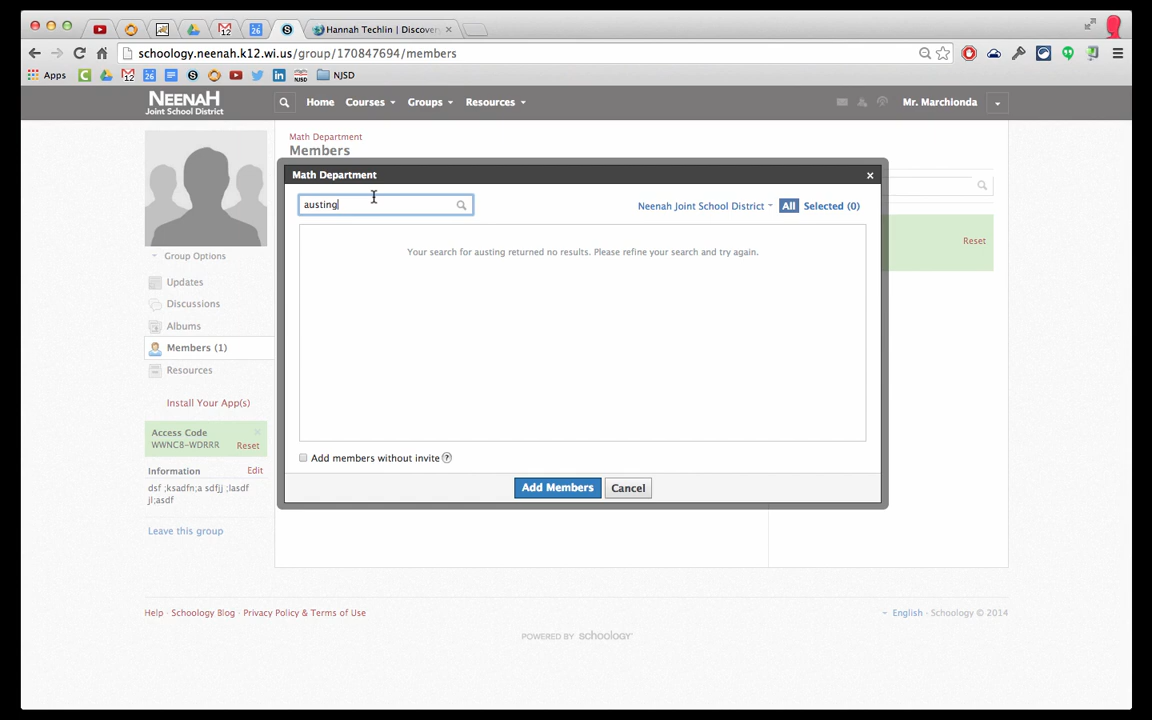 12
26
S
Hannah Techlin | Discover
schoology.neenah.k12.wi.us/group/170847694/members
Apps
NJSD
NEENAH
Joint School District
Home
Courses
Groups
Resources
Mr. Marchionda
Math Department
Members
Math Department
austing
Neenah Joint School District
All
Selected (0)
Your search for austing returned no results. Please refine your search and try again.
Add members without invite
Add Members
Cancel
Reset
Group Options
Updates
Discussions
Albums
Members (1)
Resources
Install Your App(s)
Access Code
WWNC8-WDRRR Reset
Information Edit
dsf ;ksadfn;a sdfjj ;lasdf
jl;asdf
Leave this group
Help · Schoology Blog · Privacy Policy & Terms of Use
English · Schoology © 2014
POWERED BY schoology